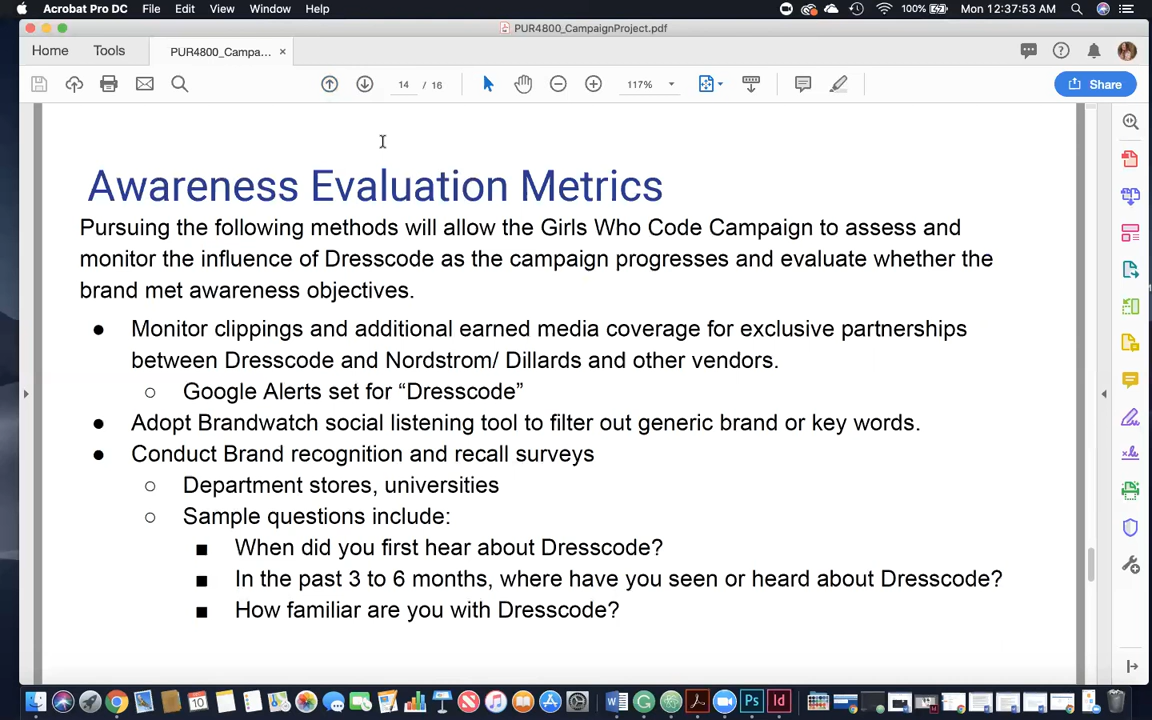 Acrobat Pro DC File Edit View Window Help 100% Mon 12:37:53 AM
PUR4800_CampaignProject.pdf
Home Tools PUR4800_Campa... ×
14 / 16 117% Share
Awareness Evaluation Metrics
Pursuing the following methods will allow the Girls Who Code Campaign to assess and
monitor the influence of Dresscode as the campaign progresses and evaluate whether the
brand met awareness objectives.
● Monitor clippings and additional earned media coverage for exclusive partnerships
between Dresscode and Nordstrom/ Dillards and other vendors.
○ Google Alerts set for “Dresscode”
● Adopt Brandwatch social listening tool to filter out generic brand or key words.
● Conduct Brand recognition and recall surveys
○ Department stores, universities
○ Sample questions include:
■ When did you first hear about Dresscode?
■ In the past 3 to 6 months, where have you seen or heard about Dresscode?
■ How familiar are you with Dresscode?